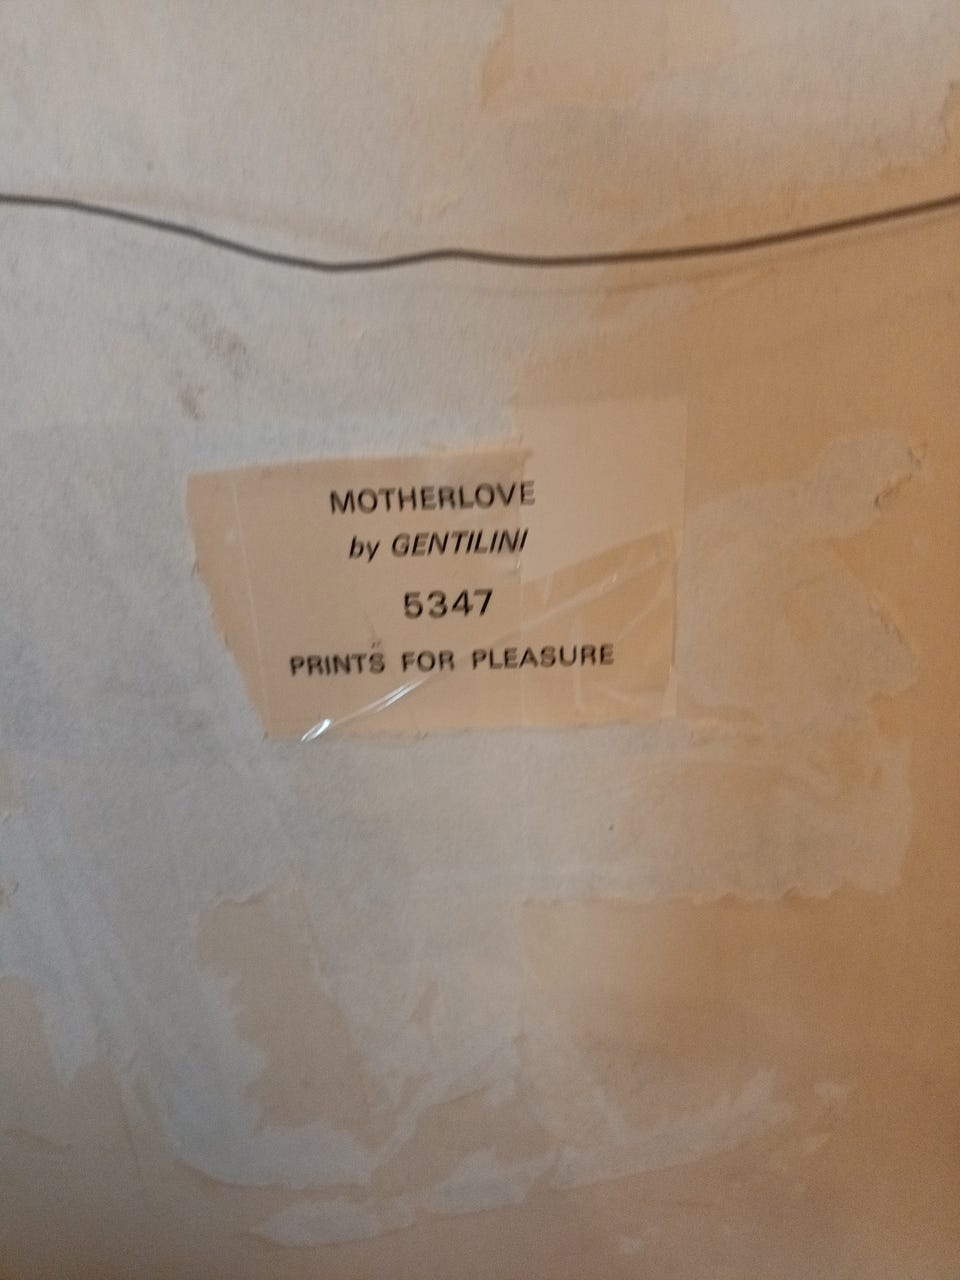 MOTHERLOVE
by GENTILINI
5347
PRINTS FOR PLEASURE